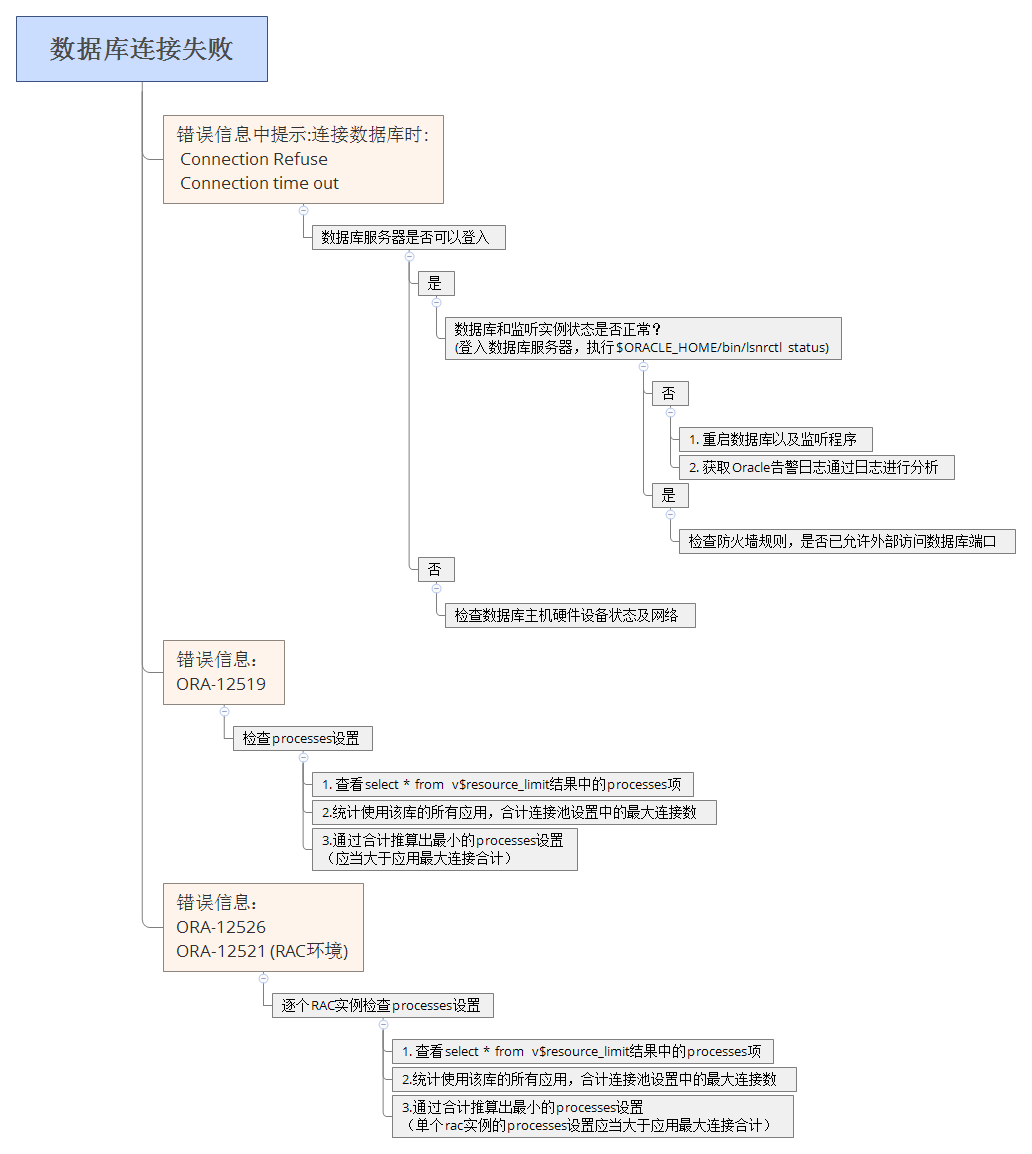 数据库连接失败
错误信息中提示:连接数据库时:
Connection Refuse
Connection time out
数据库服务器是否可以登入
是
数据库和监听实例状态是否正常？
(登入数据库服务器，执行$ORACLE_HOME/bin/lsnrctl status)
否
1. 重启数据库以及监听程序
2. 获取Oracle告警日志通过日志进行分析
是
检查防火墙规则，是否已允许外部访问数据库端口
否
检查数据库主机硬件设备状态及网络
错误信息：
ORA-12519
检查processes设置
1. 查看select * from v$resource_limit结果中的processes项
2.统计使用该库的所有应用，合计连接池设置中的最大连接数
3.通过合计推算出最小的processes设置
（应当大于应用最大连接合计）
错误信息：
ORA-12526
ORA-12521 (RAC环境)
逐个RAC实例检查processes设置
1. 查看select * from v$resource_limit结果中的processes项
2.统计使用该库的所有应用，合计连接池设置中的最大连接数
3.通过合计推算出最小的processes设置
（单个rac实例的processes设置应当大于应用最大连接合计）